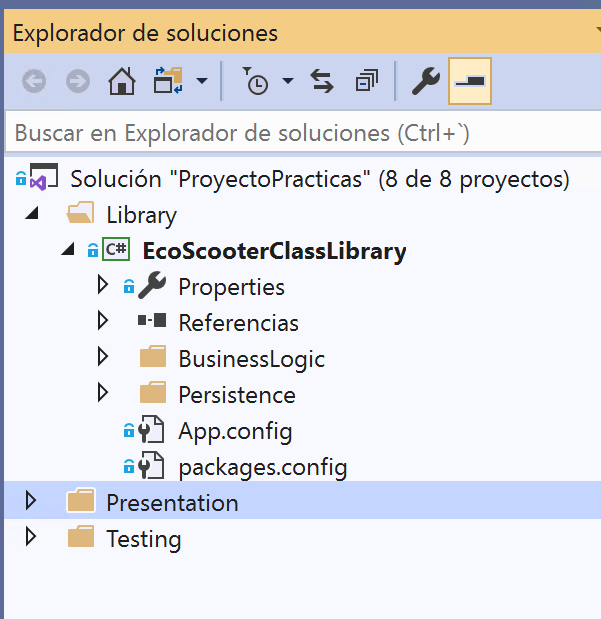 Explorador de soluciones
Buscar en Explorador de soluciones (Ctrl+`)
Solución "ProyectoPracticas" (8 de 8 proyectos)
Library
C# EcoScooterClassLibrary
Properties
Referencias
BusinessLogic
Persistence
App.config
packages.config
Presentation
Testing